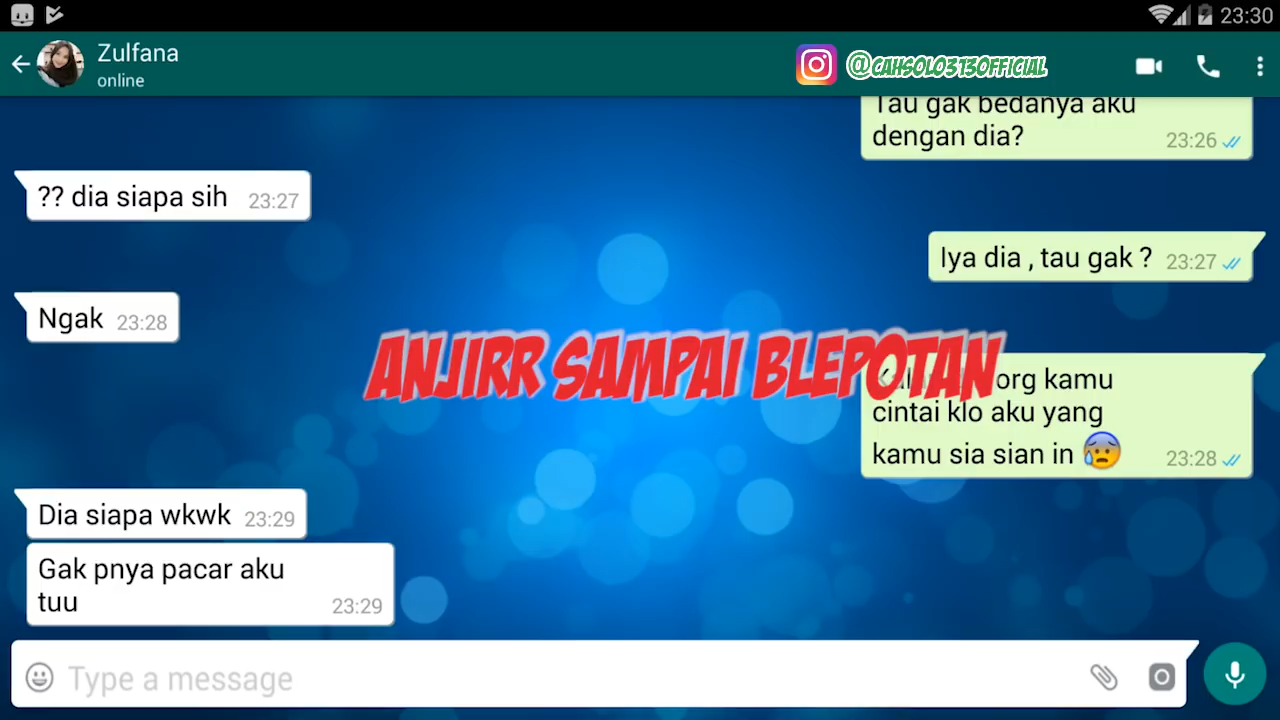 23:30
Zulfana
online
@CAHSOLO313OFFICIAL
Tau gak bedanya aku
dengan dia?
23:26
?? dia siapa sih 23:27
Iya dia , tau gak ? 23:27
Ngak 23:28
ANJIRR SAMPAI BLEPOTAN
org kamu
cintai klo aku yang
kamu sia sian in 😰 23:28
Dia siapa wkwk 23:29
Gak pnya pacar aku
tuu 23:29
Type a message